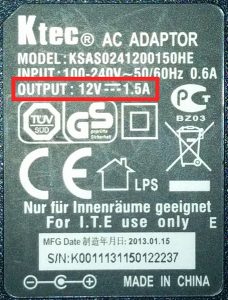 Ktec® AC ADAPTOR
MODEL: KSAS0241200150HE
INPUT: 100-240V~50/60Hz 0.6A
OUTPUT: 12V⎓1.5A
TÜV
SÜD
GS
geprüfte
Sicherheit
PCT
BZ03
CE
LPS
Nur für Innenräume geeignet
For I.T.E use only
E
MFG Date 制造年月日: 2013.01.15
S/N:K0011131150122237
MADE IN CHINA